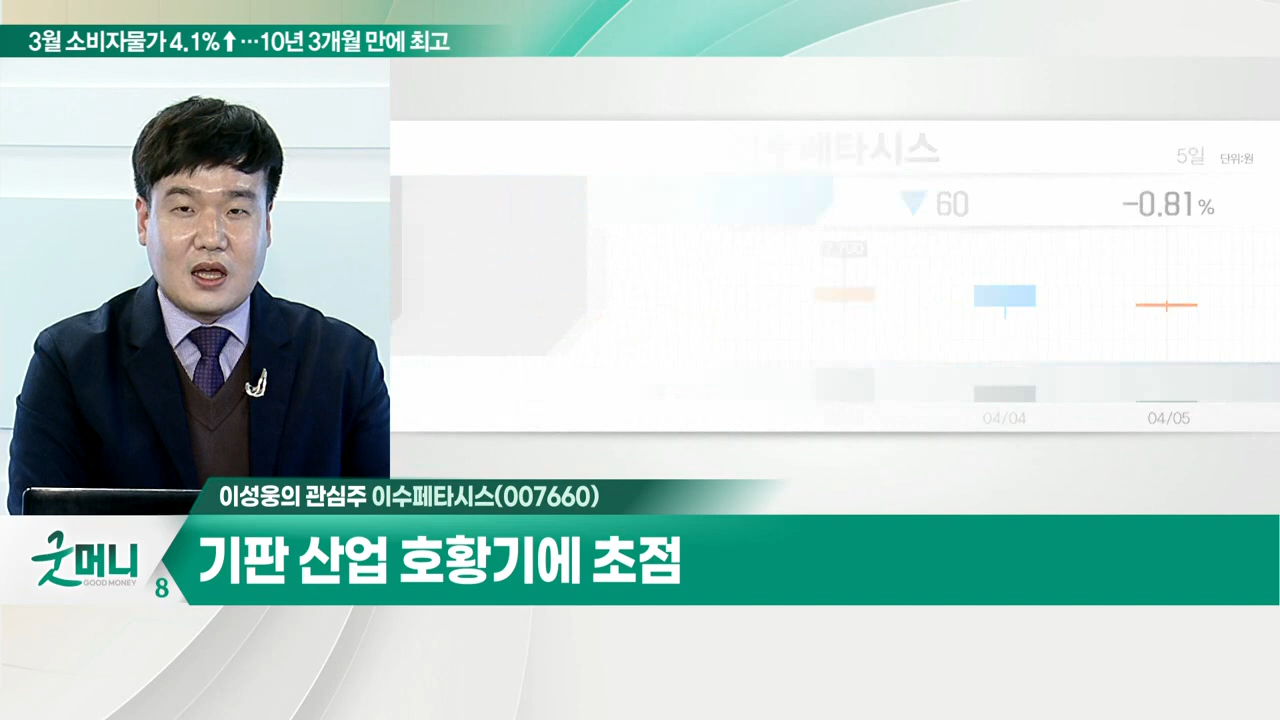 3월 소비자물가 4.1%⬆…10년 3개월 만에 최고
이수페타시스
5일 단위:원
▼60 -0.81%
7,790
04/04 04/05
이성웅의 관심주 이수페타시스(007660)
굿머니
GOOD MONEY
8
기판 산업 호황기에 초점